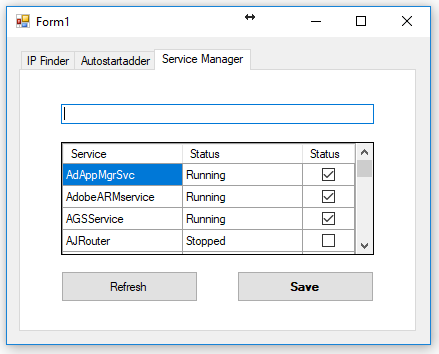 Form1
IP Finder Autostartadder Service Manager
Service Status Status
AdAppMgrSvc Running
AdobeARMservice Running
AGSService Running
AJRouter Stopped
Refresh Save